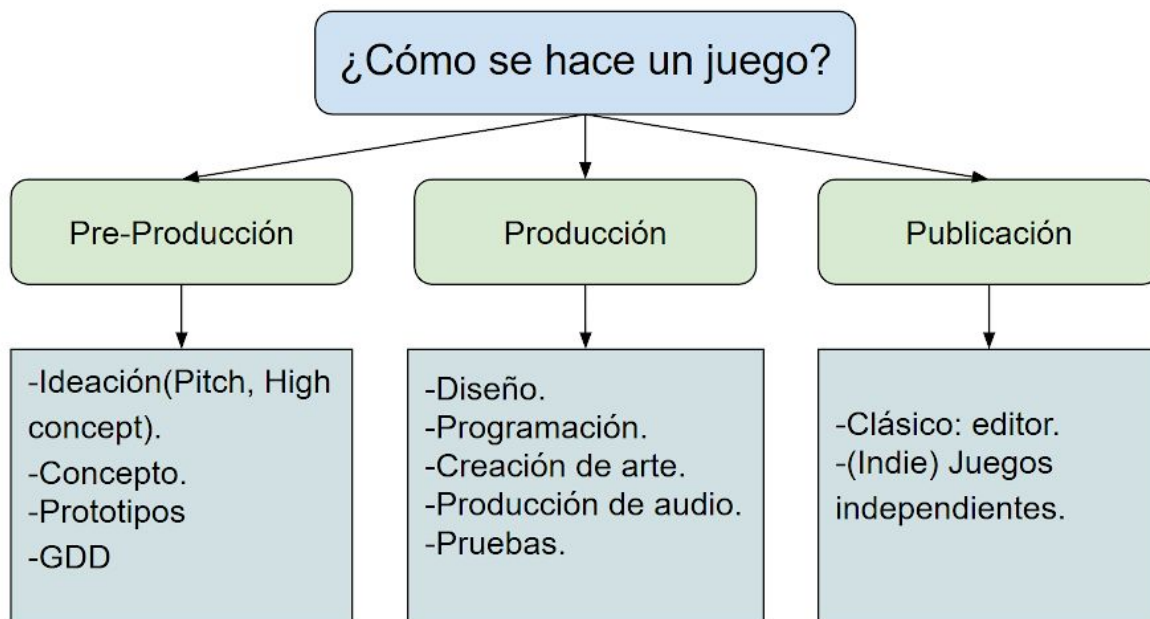 ¿Cómo se hace un juego?
Pre-Producción
Producción
Publicación
-Ideación(Pitch, High
concept).
-Concepto.
-Prototipos
-GDD
-Diseño.
-Programación.
-Creación de arte.
-Producción de audio.
-Pruebas.
-Clásico: editor.
-(Indie) Juegos
independientes.